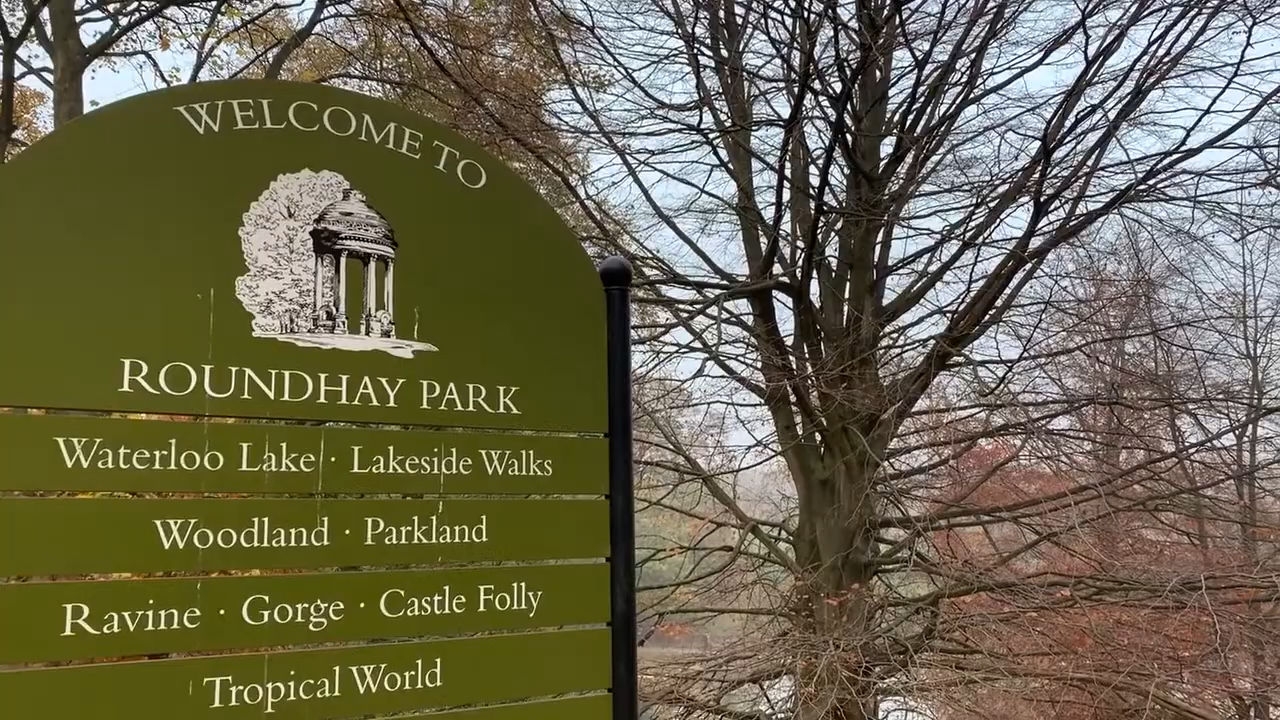 WELCOME TO
ROUNDHAY PARK
Waterloo Lake · Lakeside Walks
Woodland · Parkland
Ravine · Gorge · Castle Folly
Tropical World